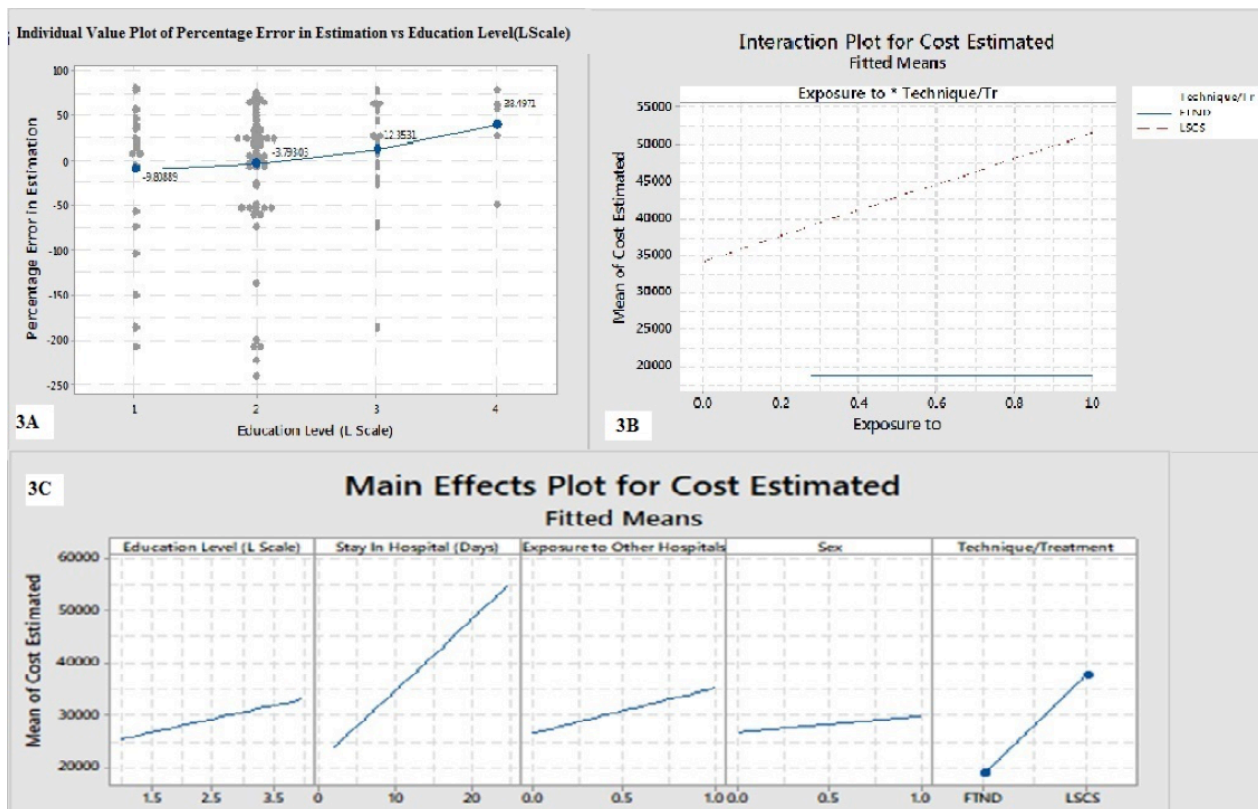 Individual Value Plot of Percentage Error in Estimation vs Education Level(LScale)
Percentage Error in Estimation
100
50
0
-50
-100
-150
-200
-250
-9.80889
-3.79303
12.3531
38.4971
1 2 3 4
Education Level (L Scale)
3A
Interaction Plot for Cost Estimated
Fitted Means
Exposure to * Technique/Tr
Mean of Cost Estimated
55000
50000
45000
40000
35000
30000
25000
20000
0.0 0.2 0.4 0.6 0.8 1.0
Exposure to
Technique/Tr
FTND
LSCS
3B
3C
Main Effects Plot for Cost Estimated
Fitted Means
Education Level (L Scale) Stay In Hospital (Days) Exposure to Other Hospitals Sex Technique/Treatment
Mean of Cost Estimated
60000
50000
40000
30000
20000
1.5 2.5 3.5 0 10 20 0.0 0.5 1.0 0.0 0.5 1.0 FTND LSCS